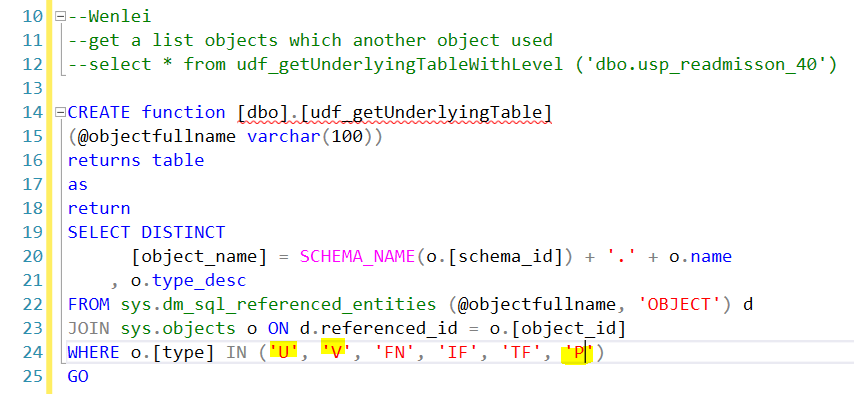 10 --Wenlei
11 --get a list objects which another object used
12 --select * from udf_getUnderlyingTableWithLevel ('dbo.usp_readmisson_40')
13
14 CREATE function [dbo].[udf_getUnderlyingTable]
15 (@objectfullname varchar(100))
16 returns table
17 as
18 return
19 SELECT DISTINCT
20 [object_name] = SCHEMA_NAME(o.[schema_id]) + '.' + o.name
21 , o.type_desc
22 FROM sys.dm_sql_referenced_entities (@objectfullname, 'OBJECT') d
23 JOIN sys.objects o ON d.referenced_id = o.[object_id]
24 WHERE o.[type] IN ('U', 'V', 'FN', 'IF', 'TF', 'P')
25 GO